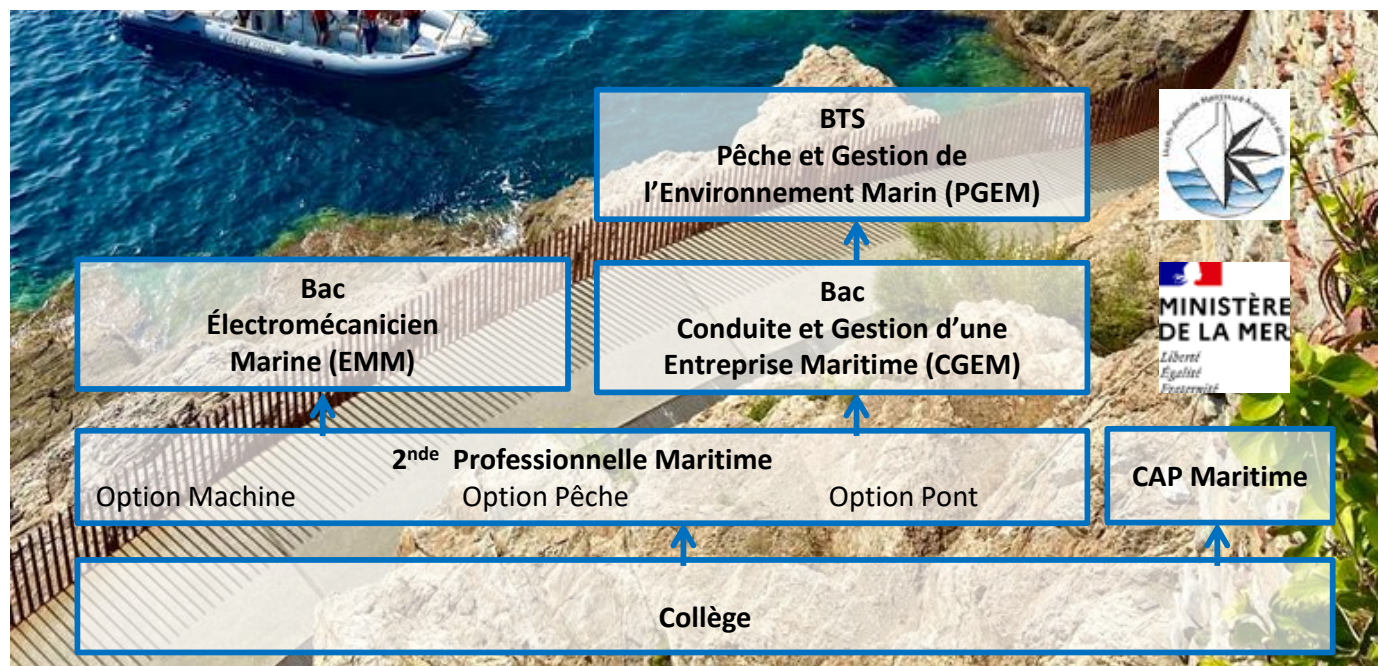 BTS
Pêche et Gestion de
l'Environnement Marin (PGEM)
Bac
Électromécanicien
Marine (EMM)
Bac
Conduite et Gestion d'une
Entreprise Maritime (CGEM)
MINISTÈRE
DE LA MER
Liberté
Égalité
Fraternité
2nde Professionnelle Maritime
Option Machine
Option Pêche
Option Pont
CAP Maritime
Collège